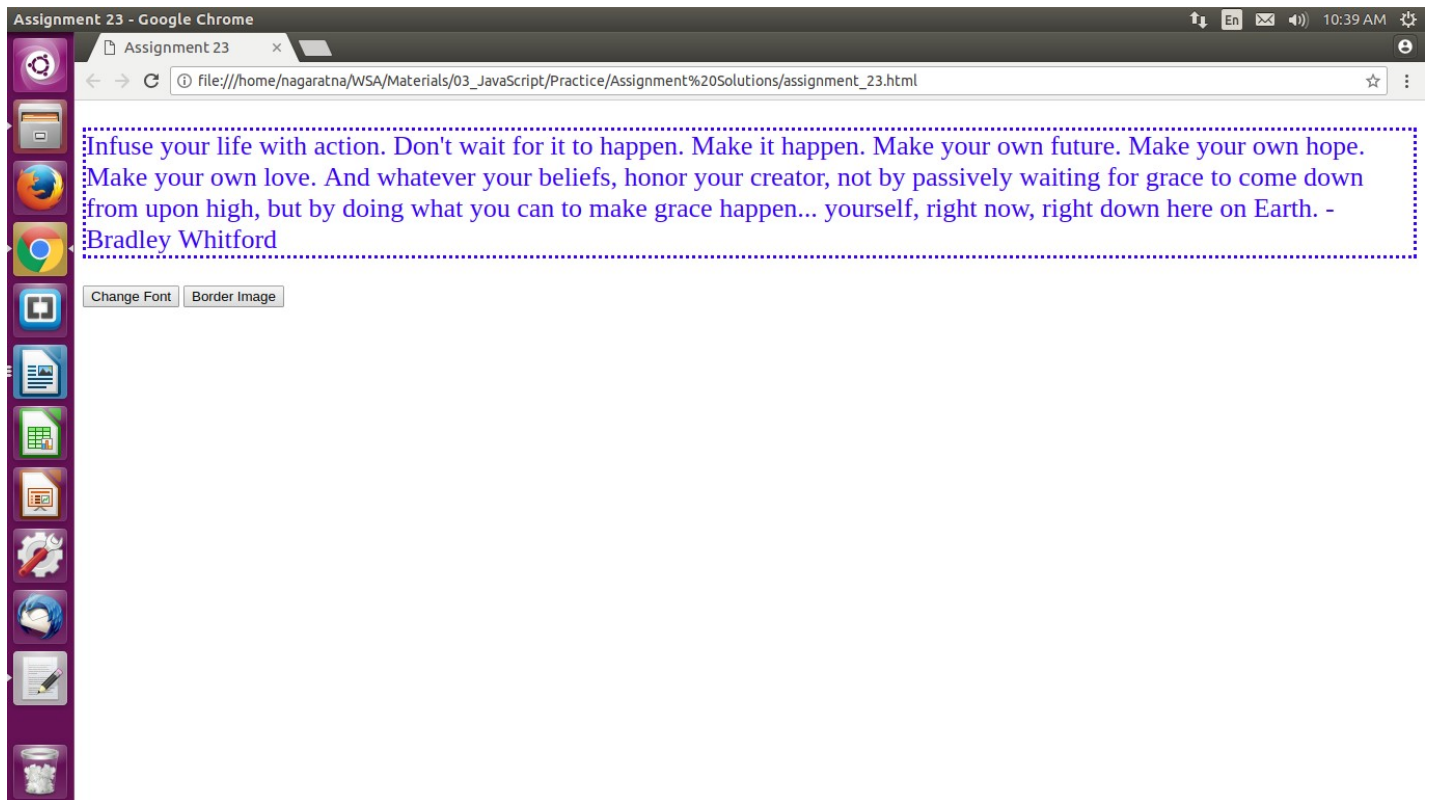 Assignment 23 - Google Chrome
En
10:39 AM
Assignment 23
file:///home/nagaratna/WSA/Materials/03_JavaScript/Practice/Assignment%20Solutions/assignment_23.html
Infuse your life with action. Don't wait for it to happen. Make it happen. Make your own future. Make your own hope.
Make your own love. And whatever your beliefs, honor your creator, not by passively waiting for grace to come down
from upon high, but by doing what you can to make grace happen... yourself, right now, right down here on Earth. -
Bradley Whitford
Change Font Border Image